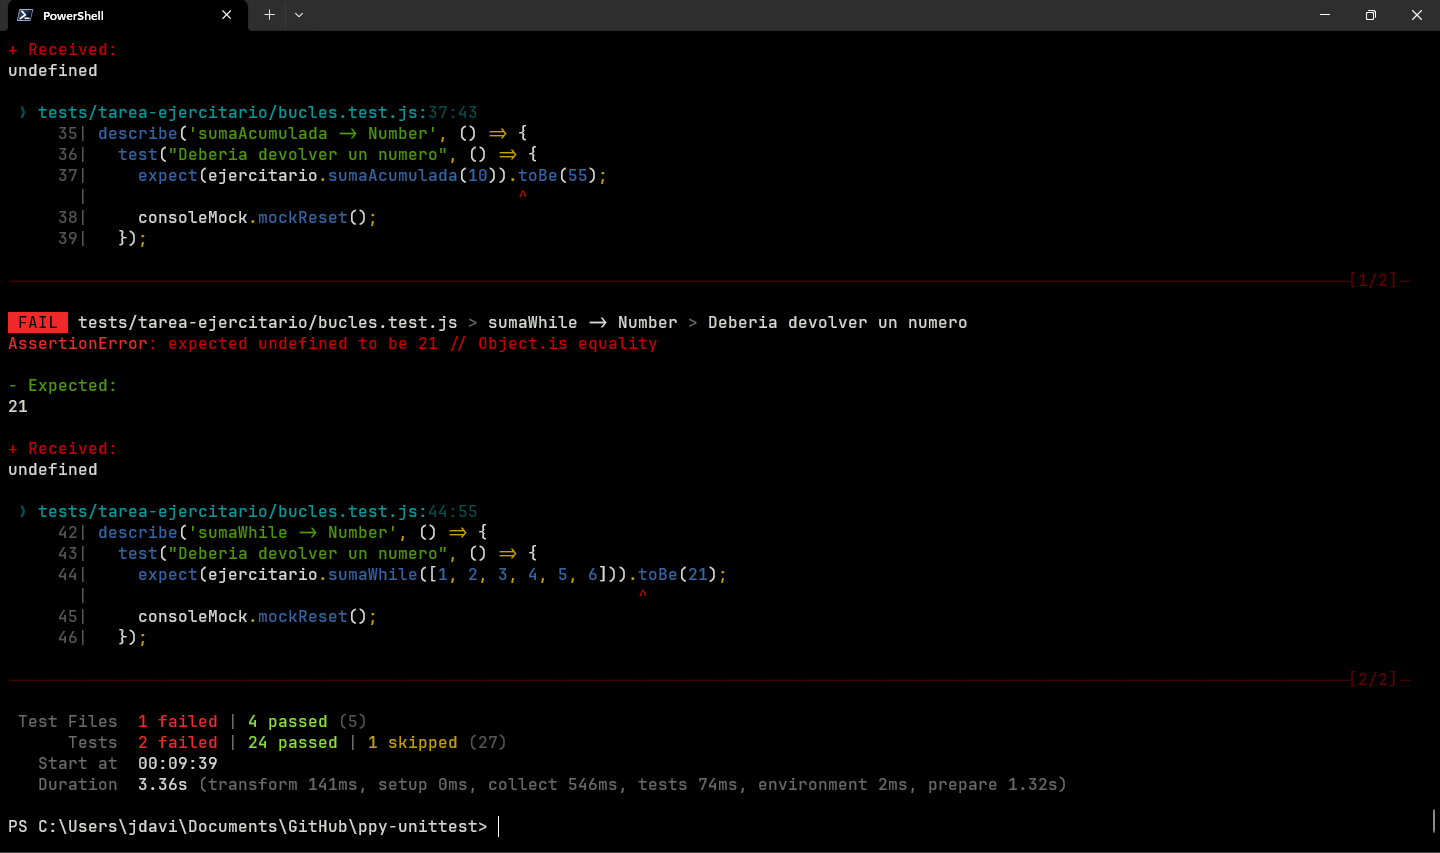 PowerShell
+ Received:
undefined
❯ tests/tarea-ejercitario/bucles.test.js:37:43
35| describe('sumaAcumulada -> Number', () => {
36| test("Deberia devolver un numero", () => {
37| expect(ejercitario.sumaAcumulada(10)).toBe(55);
| ^
38| consoleMock.mockReset();
39| });
[1/2]
FAIL tests/tarea-ejercitario/bucles.test.js > sumaWhile -> Number > Deberia devolver un numero
AssertionError: expected undefined to be 21 // Object.is equality
- Expected:
21
+ Received:
undefined
❯ tests/tarea-ejercitario/bucles.test.js:44:55
42| describe('sumaWhile -> Number', () => {
43| test("Deberia devolver un numero", () => {
44| expect(ejercitario.sumaWhile([1, 2, 3, 4, 5, 6])).toBe(21);
| ^
45| consoleMock.mockReset();
46| });
[2/2]
Test Files 1 failed | 4 passed (5)
Tests 2 failed | 24 passed | 1 skipped (27)
Start at 00:09:39
Duration 3.36s (transform 141ms, setup 0ms, collect 546ms, tests 74ms, environment 2ms, prepare 1.32s)
PS C:\Users\jdavi\Documents\GitHub\ppy-unittest>